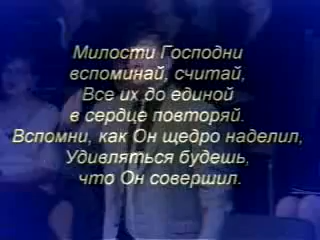 Милости Господни
вспоминай, считай,
Все их до единой
в сердце повторяй.
Вспомни, как Он щедро наделил,
Удивляться будешь,
что Он совершил.